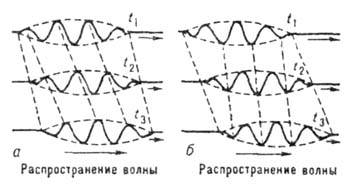 t1 t1
t2 t2
t3 t3
а б
Распространение волны Распространение волны